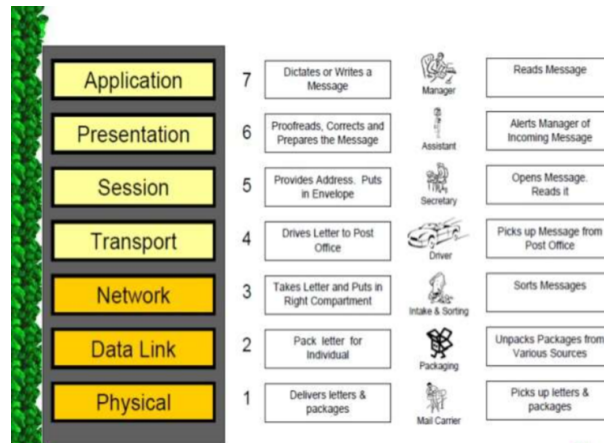 Application
7
Dictates or Writes a
Message
Manager
Reads Message
Presentation
6
Proofreads, Corrects and
Prepares the Message
Assistant
Alerts Manager of
Incoming Message
Session
5
Provides Address. Puts
in Envelope
Secretary
Opens Message.
Reads it
Transport
4
Drives Letter to Post
Office
Driver
Picks up Message from
Post Office
Network
3
Takes Letter and Puts in
Right Compartment
Intake & Sorting
Sorts Messages
Data Link
2
Pack letter for
Individual
Packaging
Unpacks Packages from
Various Sources
Physical
1
Delivers letters &
packages
Mail Carrier
Picks up letters &
packages